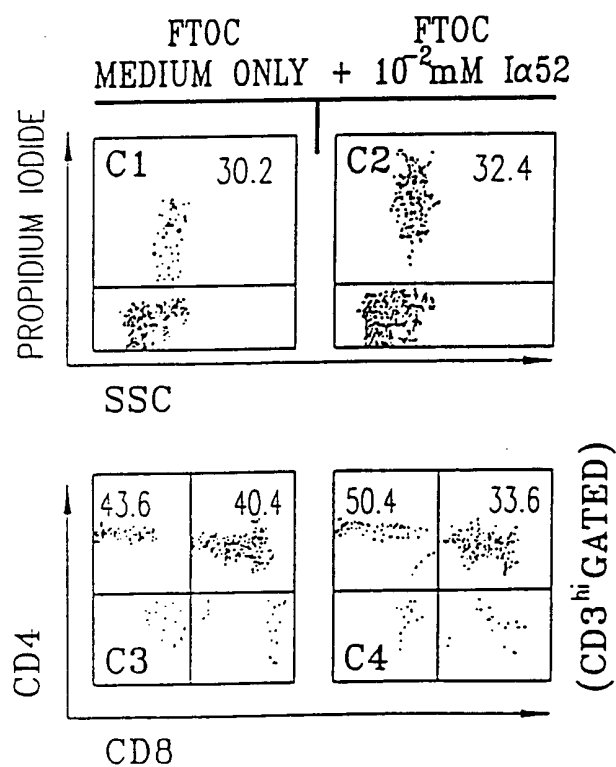 FTOC FTOC
MEDIUM ONLY + 10⁻²mM Iα52
PROPIDIUM IODIDE
C1 30.2
C2 32.4
SSC
CD4
43.6 40.4
C3
50.4 33.6
C4
(CD3ʰⁱ GATED)
CD8